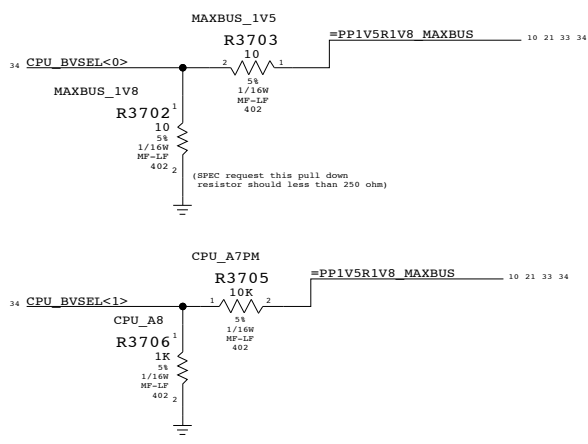 MAXBUS_1V5
R3703
=PP1V5R1V8_MAXBUS
10 21 33 34
10
34 CPU_BVSEL<0>
2
1
5%
1/16W
MF-LF
402
MAXBUS_1V8
R3702
1
10
5%
1/16W
MF-LF
402
2
(SPEC request this pull down
resistor should less than 250 ohm)
CPU_A7PM
R3705
=PP1V5R1V8_MAXBUS
10 21 33 34
10K
34 CPU_BVSEL<1>
1
2
5%
1/16W
MF-LF
402
CPU_A8
R3706
1
1K
5%
1/16W
MF-LF
402
2